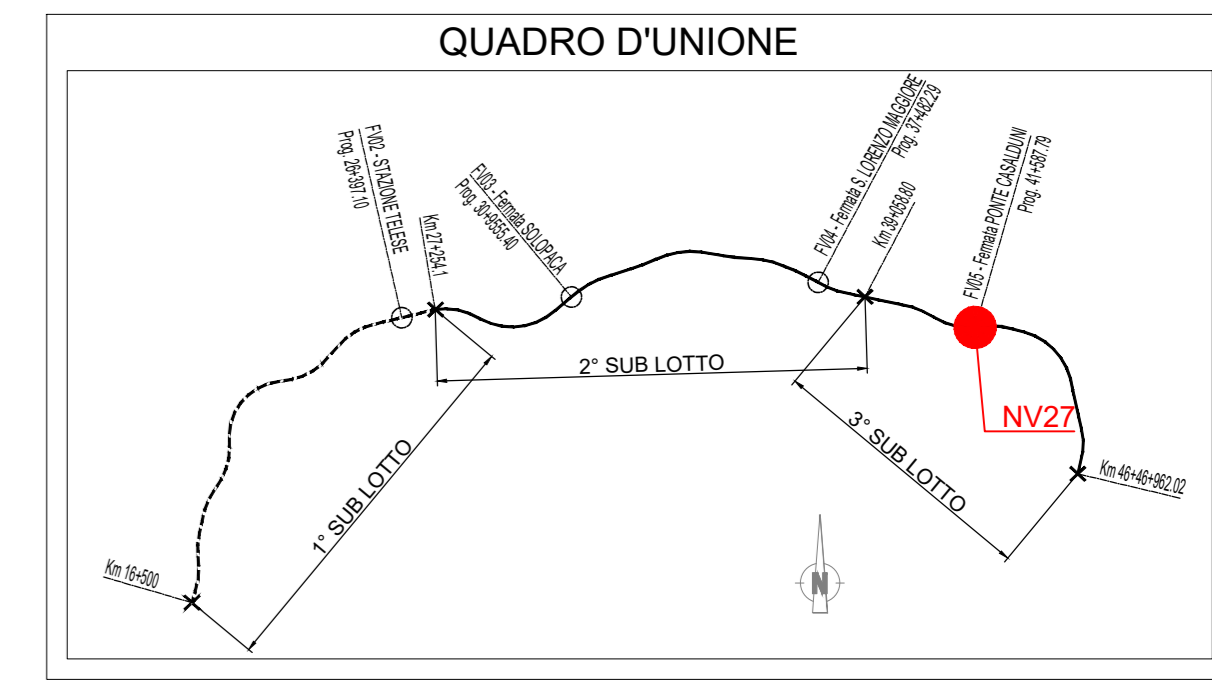 QUADRO D'UNIONE
FV02 - STAZIONE TELESE
Prog. 26+397.10
Km 27+254.1
FV03 - Fermata SOLOPACA
Prog. 30+9555.40
FV04 - Fermata S. LORENZO MAGGIORE
Prog. 37+482.29
Km 39+058.80
FV05 - Fermata PONTE CASALDUNI
Prog. 41+587.79
2° SUB LOTTO
NV27
3° SUB LOTTO
1° SUB LOTTO
Km 46+46+962.02
Km 16+500
N